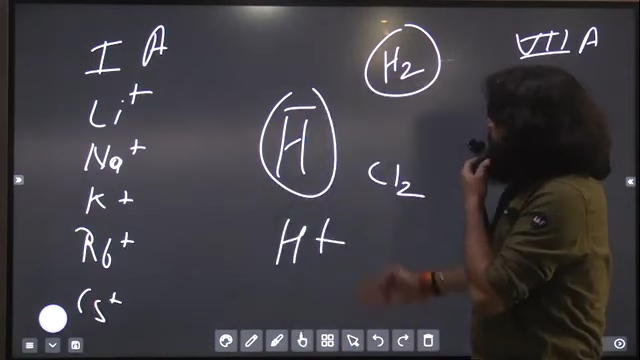 I A
Li+
Na+
K+
Rb+
Cs+
H2
H
H+
Cl2
VII A